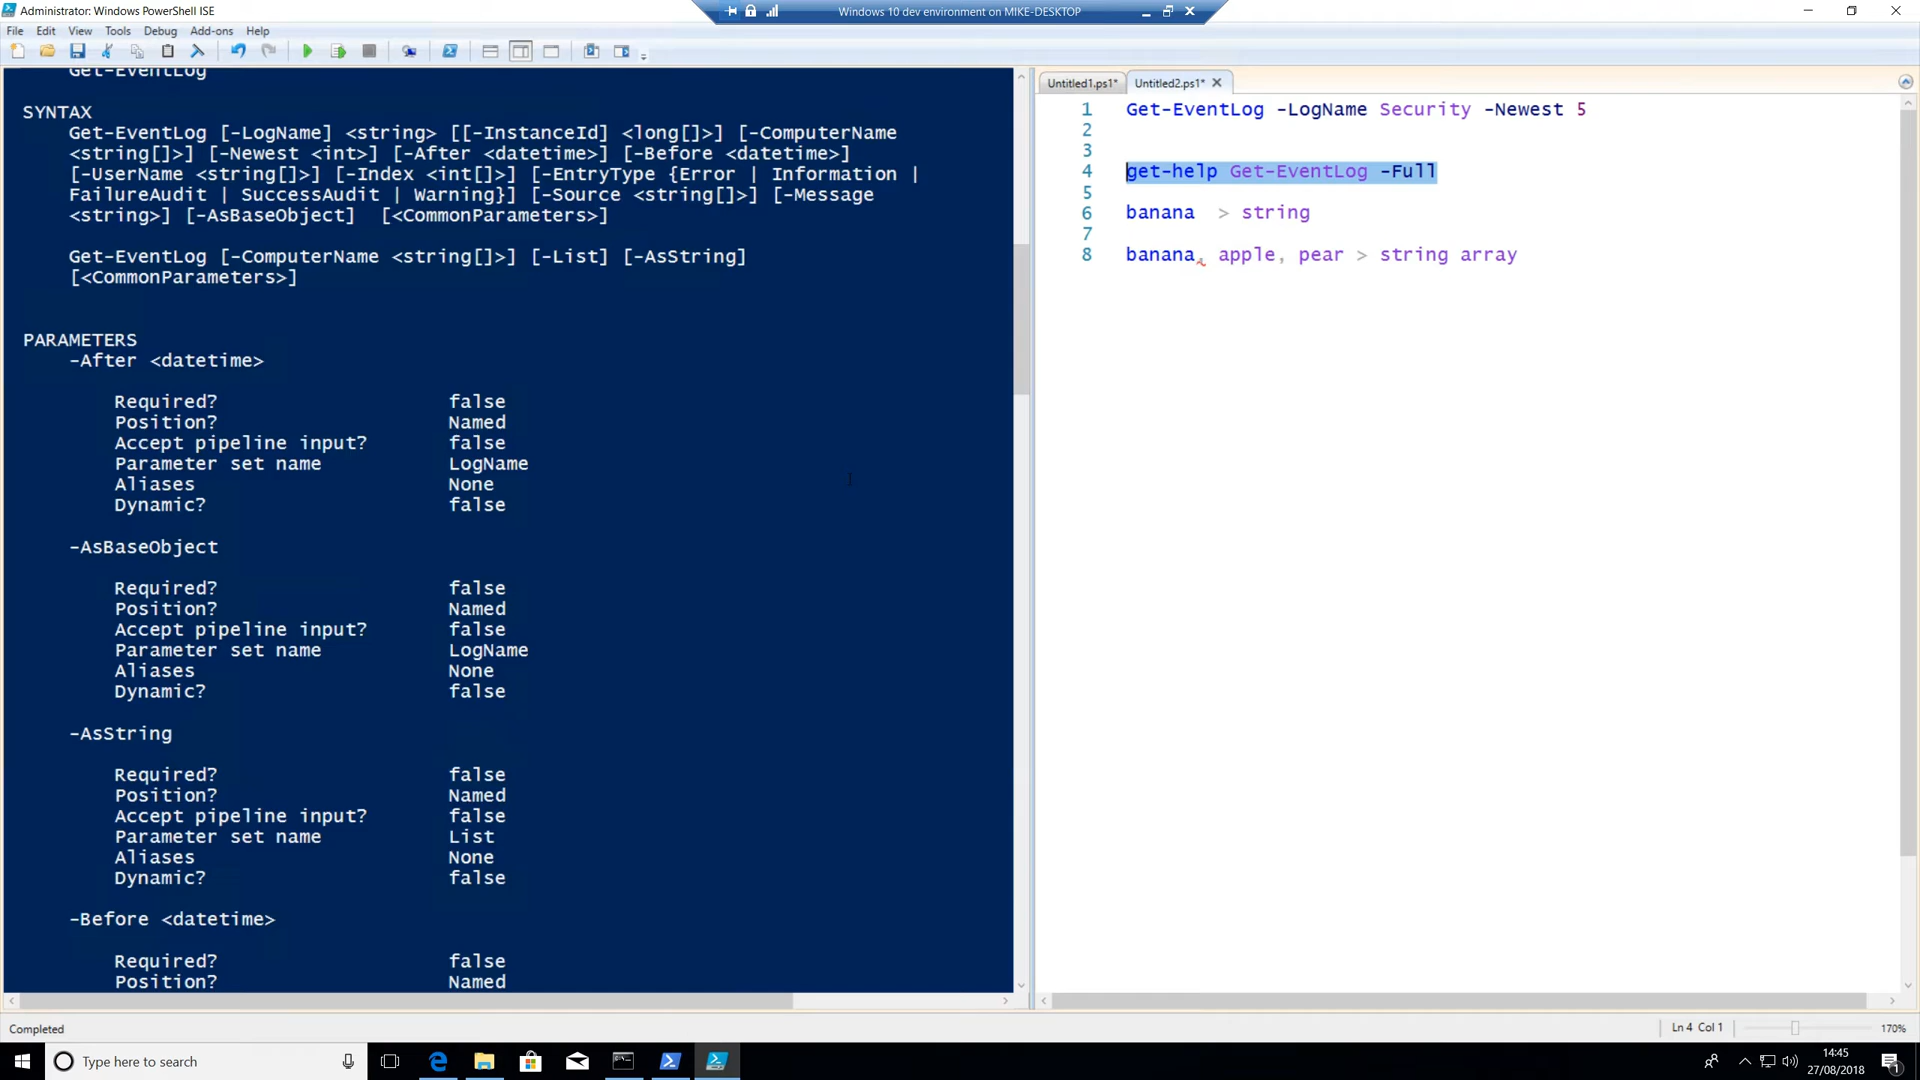 Administrator: Windows PowerShell ISE
Windows 10 dev environment on MIKE-DESKTOP
File Edit View Tools Debug Add-ons Help
Get-EventLog
SYNTAX
Get-EventLog [-LogName] <string> [[-InstanceId] <long[]>] [-ComputerName
<string[]>] [-Newest <int>] [-After <datetime>] [-Before <datetime>]
[-UserName <string[]>] [-Index <int[]>] [-EntryType {Error | Information |
FailureAudit | SuccessAudit | Warning}] [-Source <string[]>] [-Message
<string>] [-AsBaseObject]  [<CommonParameters>]
Get-EventLog [-ComputerName <string[]>] [-List] [-AsString]
[<CommonParameters>]
PARAMETERS
-After <datetime>
Required? false
Position? Named
Accept pipeline input? false
Parameter set name LogName
Aliases None
Dynamic? false
-AsBaseObject
Required? false
Position? Named
Accept pipeline input? false
Parameter set name LogName
Aliases None
Dynamic? false
-AsString
Required? false
Position? Named
Accept pipeline input? false
Parameter set name List
Aliases None
Dynamic? false
-Before <datetime>
Required? false
Position? Named
Untitled1.ps1* Untitled2.ps1*
1 Get-EventLog -LogName Security -Newest 5
2
3
4 get-help Get-EventLog -Full
5
6 banana  > string
7
8 banana, apple, pear > string array
Completed
Ln 4 Col 1
170%
Type here to search
14:45
27/08/2018
1